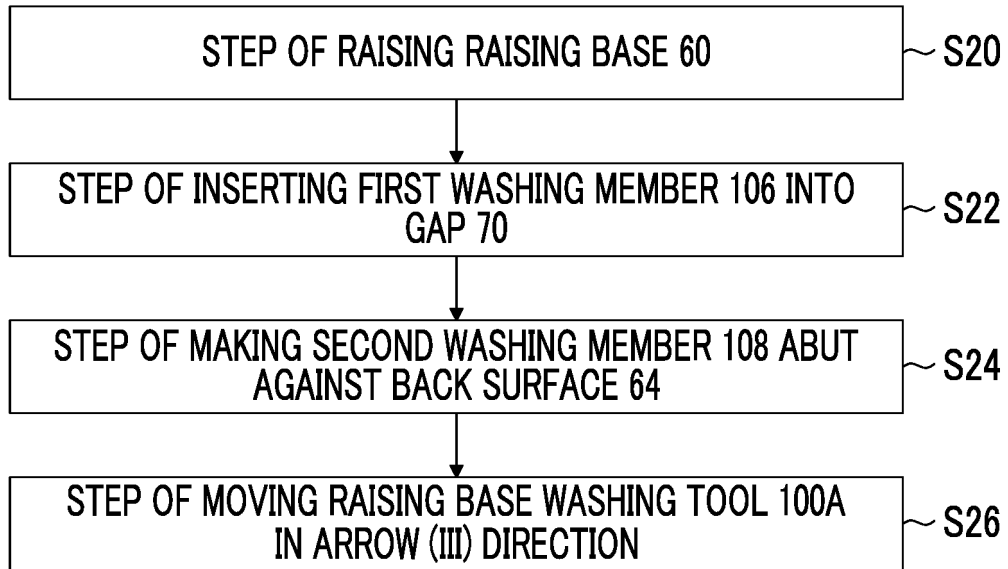 STEP OF RAISING RAISING BASE 60
S20
STEP OF INSERTING FIRST WASHING MEMBER 106 INTO
GAP 70
S22
STEP OF MAKING SECOND WASHING MEMBER 108 ABUT
AGAINST BACK SURFACE 64
S24
STEP OF MOVING RAISING BASE WASHING TOOL 100A
IN ARROW (III) DIRECTION
S26